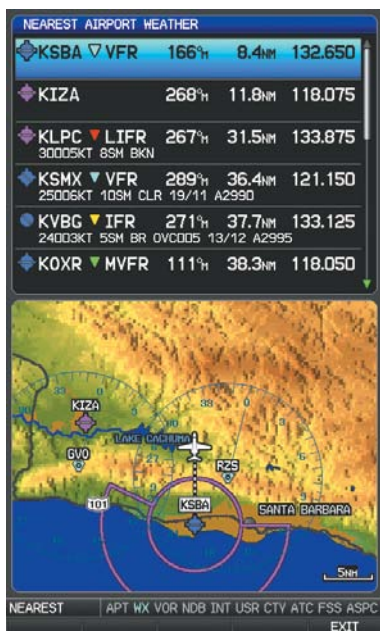 NEAREST AIRPORT WEATHER
KSBA VFR 166°M 8.4NM 132.650
KIZA 268°M 11.8NM 118.075
KLPC LIFR 267°M 31.5NM 133.875
30005KT 8SM BKN
KSMX VFR 289°M 36.4NM 121.150
25006KT 10SM CLR 19/11 A2990
KVBG IFR 271°M 37.7NM 133.125
24003KT 5SM BR OVC005 13/12 A2995
KOXR MVFR 111°M 38.3NM 118.050
33
0
33
0
KIZA
LAKE CACHUMA
GVO
RZS
101
KSBA
SANTA BARBARA
5NM
NEAREST APT WX VOR NDB INT USR CTY ATC FSS ASPC
EXIT